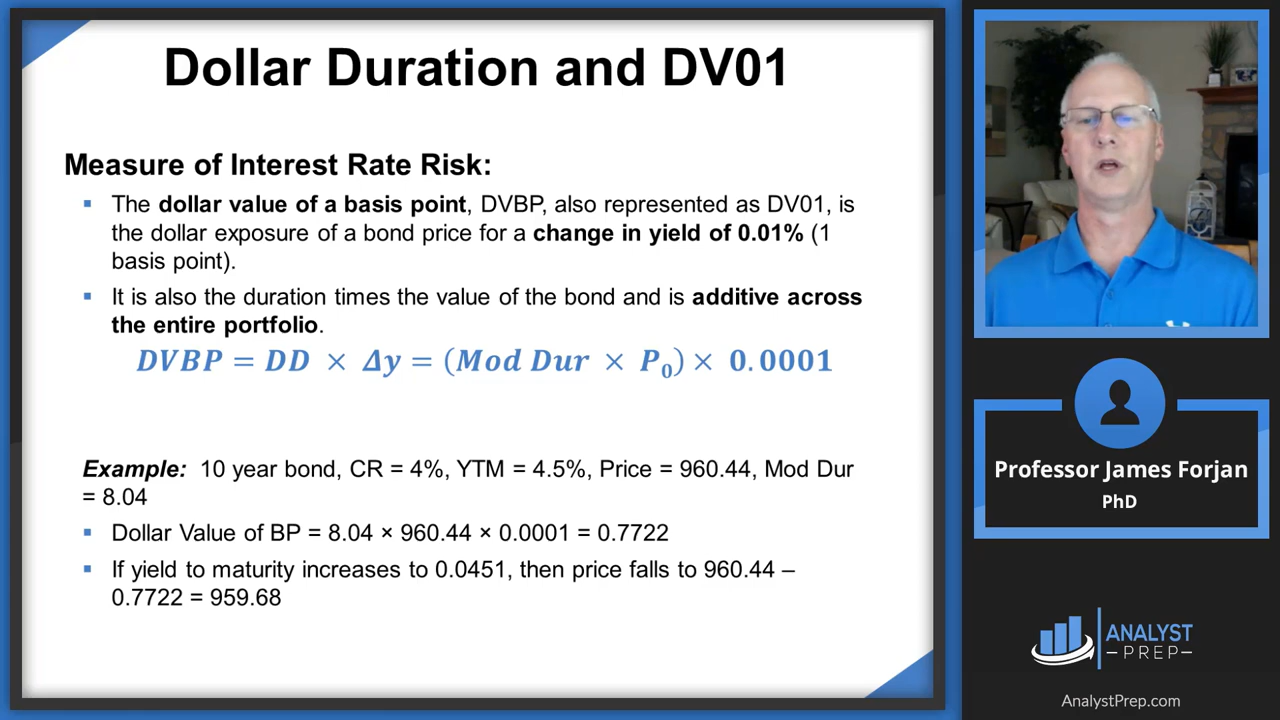 Dollar Duration and DV01
Measure of Interest Rate Risk:
▪ The dollar value of a basis point, DVBP, also represented as DV01, is
the dollar exposure of a bond price for a change in yield of 0.01% (1
basis point).
▪ It is also the duration times the value of the bond and is additive across
the entire portfolio.
DVBP = DD × Δy = (Mod Dur × P₀) × 0.0001
Example: 10 year bond, CR = 4%, YTM = 4.5%, Price = 960.44, Mod Dur
= 8.04
▪ Dollar Value of BP = 8.04 × 960.44 × 0.0001 = 0.7722
▪ If yield to maturity increases to 0.0451, then price falls to 960.44 –
0.7722 = 959.68
Professor James Forjan
PhD
ANALYST
–PREP–
AnalystPrep.com